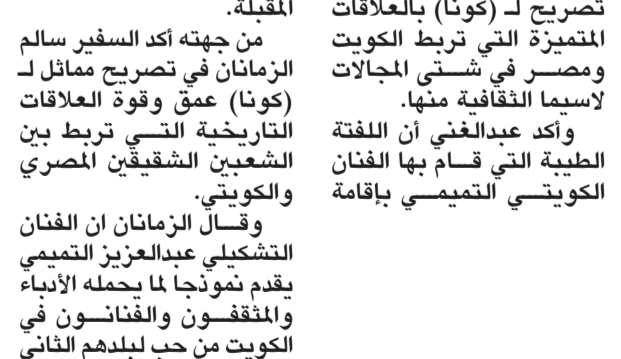 تصريح لـ (كونا) بالعلاقات
المتميزة التي تربط الكويت
ومصر في شتى المجالات
لاسيما الثقافية منها.
وأكد عبدالغني أن اللفتة
الطيبة التي قام بها الفنان
الكويتي التميمي بإقامة
المقبلة.
من جهته أكد السفير سالم
الزمانان في تصريح مماثل لـ
(كونا) عمق وقوة العلاقات
التاريخية التي تربط بين
الشعبين الشقيقين المصري
والكويتي.
وقال الزمانان ان الفنان
التشكيلي عبدالعزيز التميمي
يقدم نموذجا لما يحمله الأدباء
والمثقفون والفنانون في
الكويت من حب لبلدهم الثاني